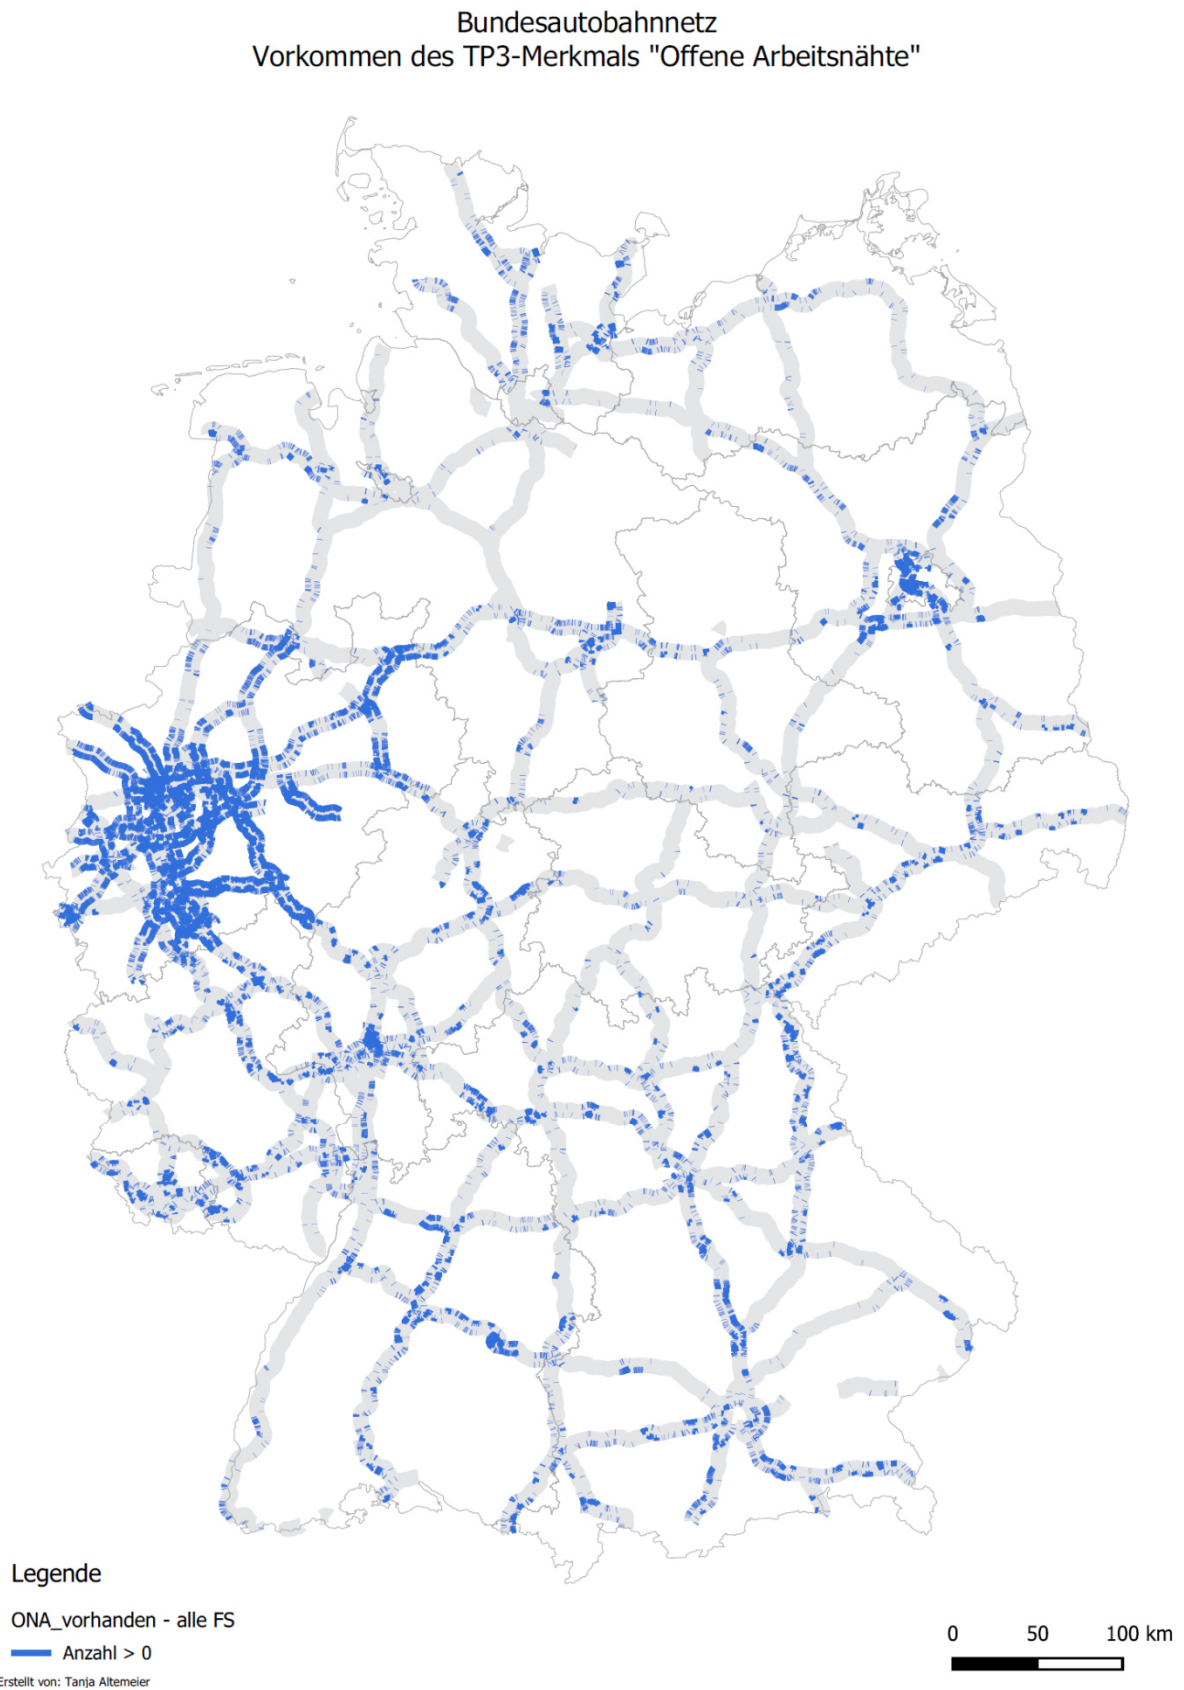 Bundesautobahnnetz
Vorkommen des TP3-Merkmals "Offene Arbeitsnähte"
Legende
ONA_vorhanden - alle FS
Anzahl > 0
Erstellt von: Tanja Altemeier
0 50 100 km